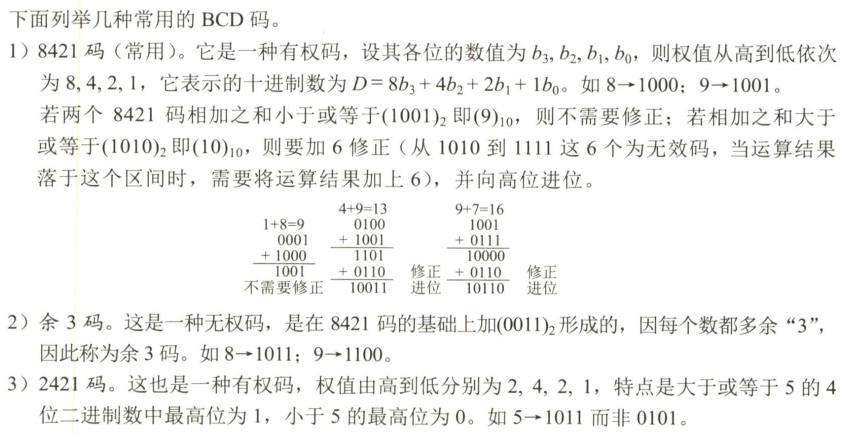 下面列举几种常用的 BCD 码。
1）8421 码（常用）。它是一种有权码，设其各位的数值为 b₃, b₂, b₁, b₀，则权值从高到低依次
为 8, 4, 2, 1，它表示的十进制数为 D = 8b₃ + 4b₂ + 2b₁ + 1b₀。如 8→1000；9→1001。
若两个 8421 码相加之和小于或等于(1001)₂ 即(9)₁₀，则不需要修正；若相加之和大于
或等于(1010)₂ 即(10)₁₀，则要加 6 修正（从 1010 到 1111 这 6 个为无效码，当运算结果
落于这个区间时，需要将运算结果加上 6），并向高位进位。
4+9=13 9+7=16
1+8=9 0100 1001
0001 + 1001 + 0111
+ 1000 1101 10000
1001 + 0110 修正 + 0110 修正
不需要修正 10011 进位 10110 进位
2）余 3 码。这是一种无权码，是在 8421 码的基础上加(0011)₂ 形成的，因每个数都多余“3”，
因此称为余 3 码。如 8→1011；9→1100。
3）2421 码。这也是一种有权码，权值由高到低分别为 2, 4, 2, 1，特点是大于或等于 5 的 4
位二进制数中最高位为 1，小于 5 的最高位为 0。如 5→1011 而非 0101。